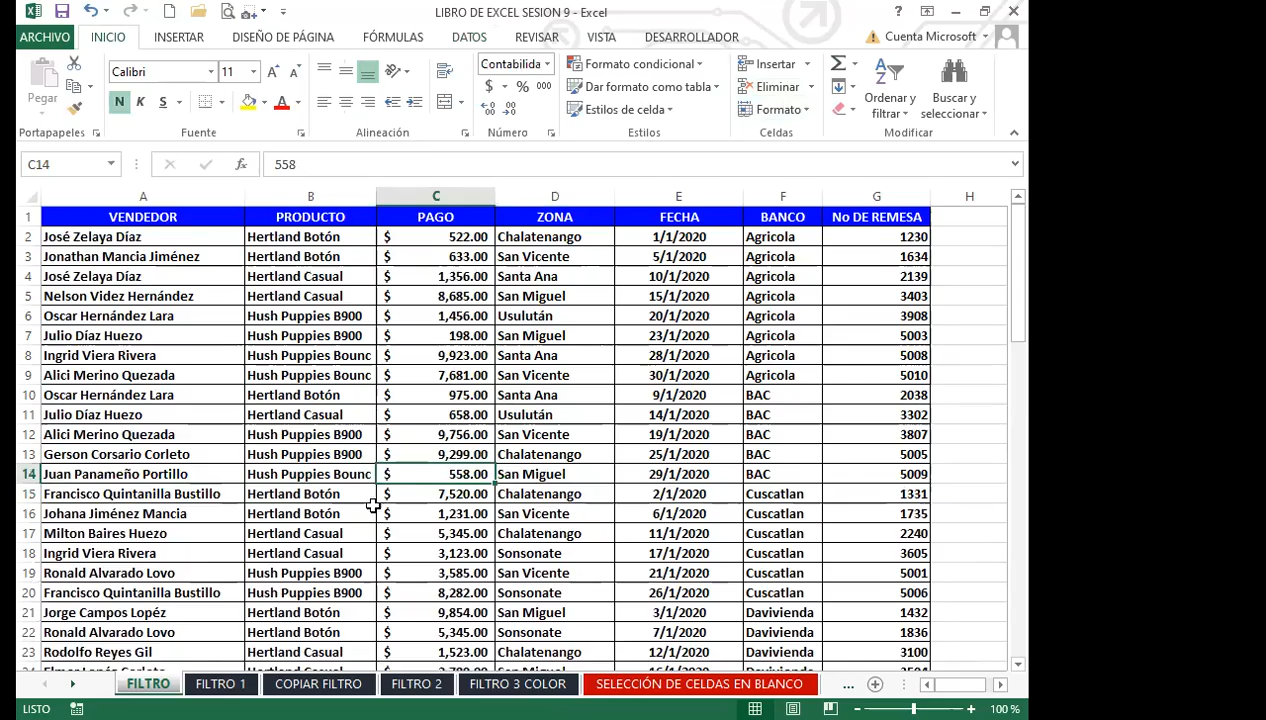 LIBRO DE EXCEL SESION 9 - Excel
ARCHIVO INICIO INSERTAR DISEÑO DE PÁGINA FÓRMULAS DATOS REVISAR VISTA DESARROLLADOR Cuenta Microsoft
Pegar
Calibri 11
N K S
Contabilida
$ % 000
Formato condicional
Dar formato como tabla
Estilos de celda
Insertar
Eliminar
Formato
Ordenar y filtrar
Buscar y seleccionar
Portapapeles Fuente Alineación Número Estilos Celdas Modificar
C14 fx 558
A B C D E F G H
1 VENDEDOR PRODUCTO PAGO ZONA FECHA BANCO No DE REMESA
2 José Zelaya Díaz Hertland Botón $ 522.00 Chalatenango 1/1/2020 Agricola 1230
3 Jonathan Mancia Jiménez Hertland Botón $ 633.00 San Vicente 5/1/2020 Agricola 1634
4 José Zelaya Díaz Hertland Casual $ 1,356.00 Santa Ana 10/1/2020 Agricola 2139
5 Nelson Videz Hernández Hertland Casual $ 8,685.00 San Miguel 15/1/2020 Agricola 3403
6 Oscar Hernández Lara Hush Puppies B900 $ 1,456.00 Usulután 20/1/2020 Agricola 3908
7 Julio Díaz Huezo Hush Puppies B900 $ 198.00 San Miguel 23/1/2020 Agricola 5003
8 Ingrid Viera Rivera Hush Puppies Bounc $ 9,923.00 Santa Ana 28/1/2020 Agricola 5008
9 Alici Merino Quezada Hush Puppies Bounc $ 7,681.00 San Vicente 30/1/2020 Agricola 5010
10 Oscar Hernández Lara Hertland Botón $ 975.00 Santa Ana 9/1/2020 BAC 2038
11 Julio Díaz Huezo Hertland Casual $ 658.00 Usulután 14/1/2020 BAC 3302
12 Alici Merino Quezada Hush Puppies B900 $ 9,756.00 San Vicente 19/1/2020 BAC 3807
13 Gerson Corsario Corleto Hush Puppies B900 $ 9,299.00 Chalatenango 25/1/2020 BAC 5005
14 Juan Panameño Portillo Hush Puppies Bounc $ 558.00 San Miguel 29/1/2020 BAC 5009
15 Francisco Quintanilla Bustillo Hertland Botón $ 7,520.00 Chalatenango 2/1/2020 Cuscatlan 1331
16 Johana Jiménez Mancia Hertland Botón $ 1,231.00 San Vicente 6/1/2020 Cuscatlan 1735
17 Milton Baires Huezo Hertland Casual $ 5,345.00 Chalatenango 11/1/2020 Cuscatlan 2240
18 Ingrid Viera Rivera Hertland Casual $ 3,123.00 Sonsonate 17/1/2020 Cuscatlan 3605
19 Ronald Alvarado Lovo Hush Puppies B900 $ 3,585.00 San Vicente 21/1/2020 Cuscatlan 5001
20 Francisco Quintanilla Bustillo Hush Puppies B900 $ 8,282.00 Sonsonate 26/1/2020 Cuscatlan 5006
21 Jorge Campos Lopéz Hertland Botón $ 9,854.00 San Miguel 3/1/2020 Davivienda 1432
22 Ronald Alvarado Lovo Hertland Botón $ 5,345.00 Sonsonate 7/1/2020 Davivienda 1836
23 Rodolfo Reyes Gil Hertland Casual $ 1,523.00 Chalatenango 12/1/2020 Davivienda 3100
FILTRO FILTRO 1 COPIAR FILTRO FILTRO 2 FILTRO 3 COLOR SELECCIÓN DE CELDAS EN BLANCO ...
LISTO 100 %